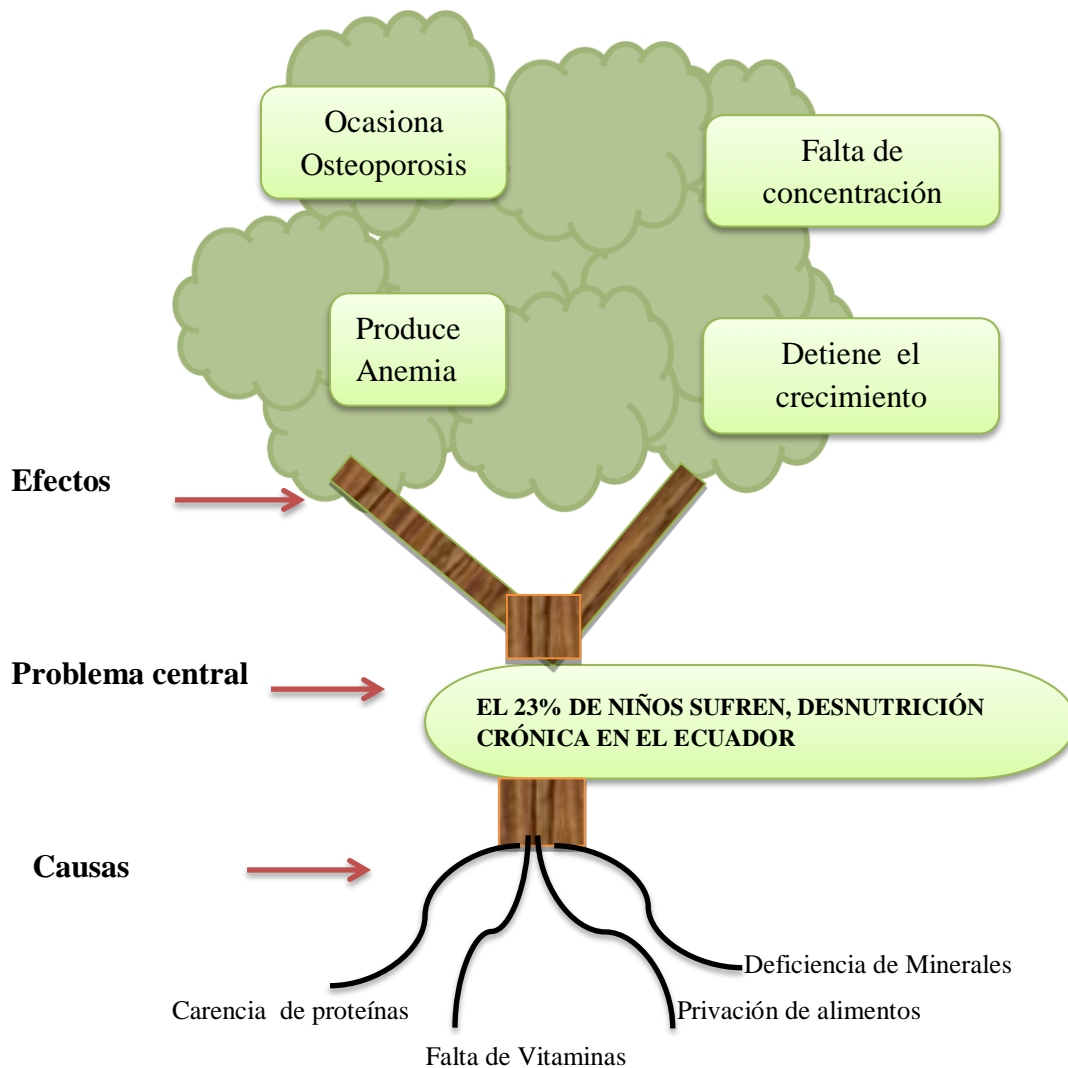 Ocasiona
Osteoporosis
Falta de
concentración
Produce
Anemia
Detiene el
crecimiento
Efectos
Problema central
EL 23% DE NIÑOS SUFREN, DESNUTRICIÓN
CRÓNICA EN EL ECUADOR
Causas
Deficiencia de Minerales
Carencia de proteínas
Privación de alimentos
Falta de Vitaminas